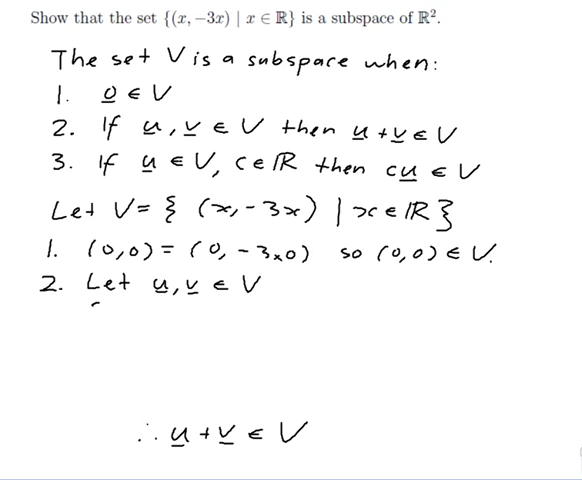 Show that the set {(x, −3x) | x ∈ ℝ} is a subspace of ℝ².
The set V is a subspace when:
1. 0̲ ∈ V
2. If u̲, v̲ ∈ V then u̲ + v̲ ∈ V
3. If u̲ ∈ V, c ∈ ℝ then cu̲ ∈ V
Let V = { (x, -3x) | x ∈ ℝ }
1. (0,0) = (0, -3×0) so (0,0) ∈ V.
2. Let u̲, v̲ ∈ V
∴ u̲ + v̲ ∈ V